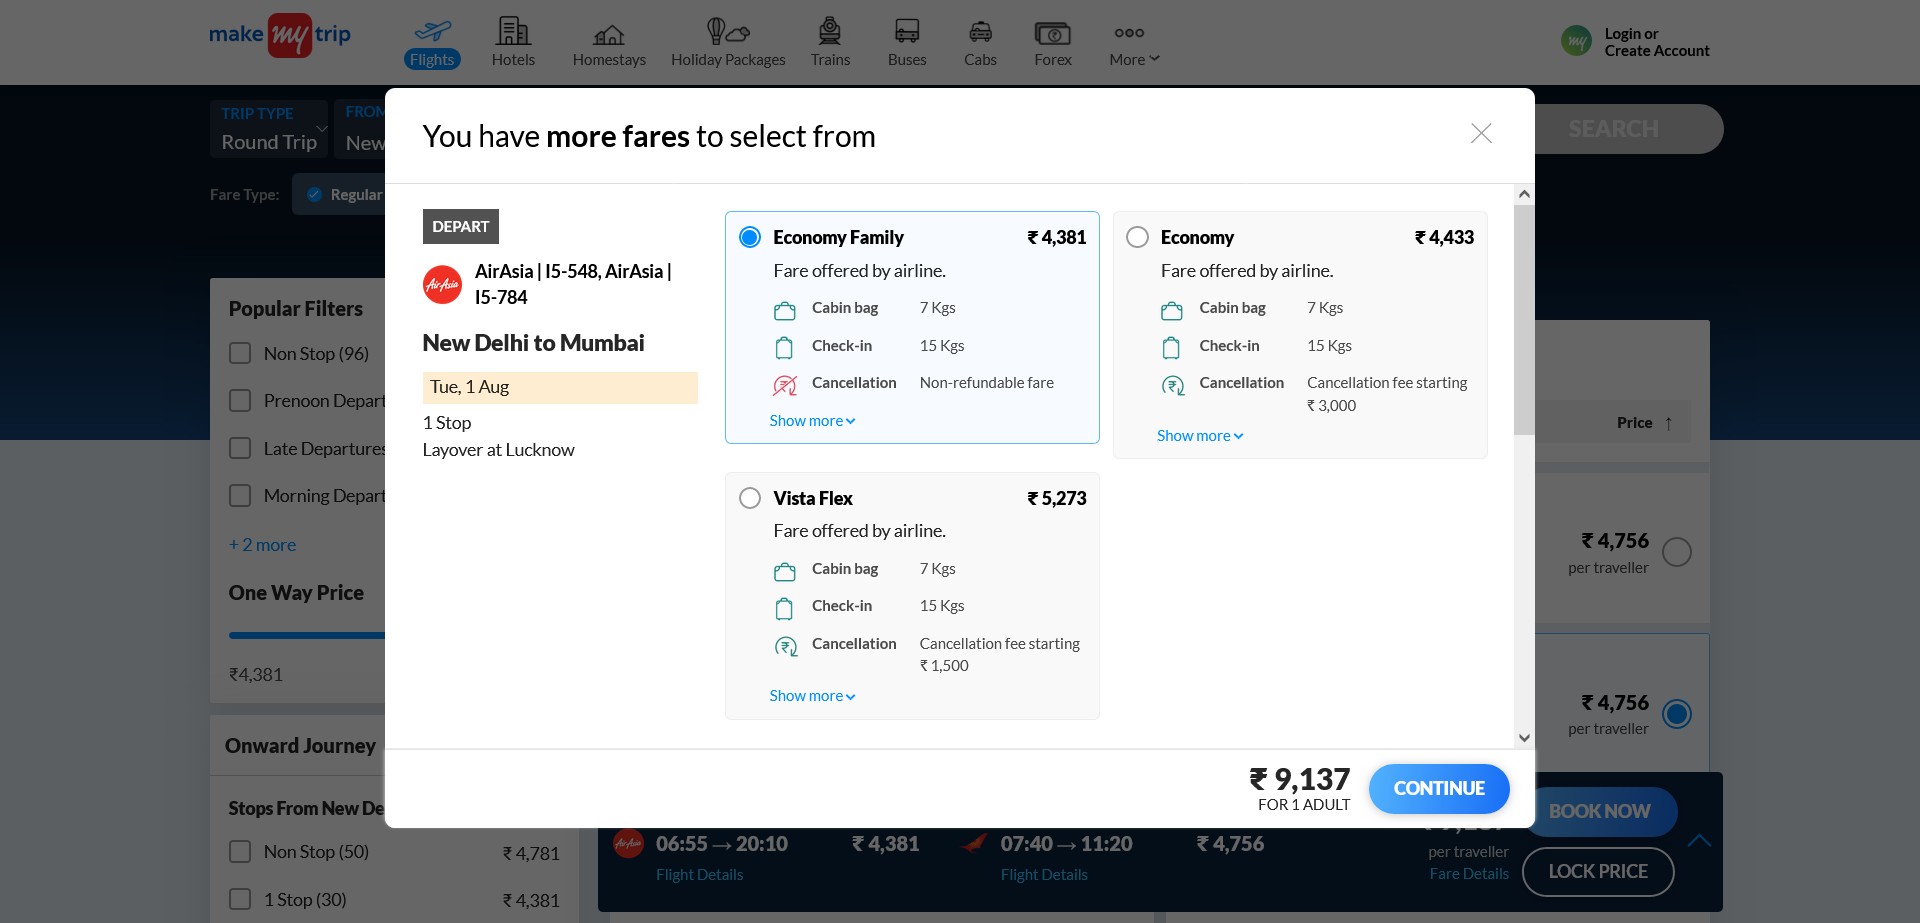 make my trip
Flights
Hotels
Homestays
Holiday Packages
Trains
Buses
Cabs
Forex
More
my
Login or
Create Account
TRIP TYPE
Round Trip
FROM
New
SEARCH
Fare Type:
Regular
You have more fares to select from
DEPART
AirAsia
AirAsia | I5-548, AirAsia |
I5-784
New Delhi to Mumbai
Tue, 1 Aug
1 Stop
Layover at Lucknow
Economy Family ₹ 4,381
Fare offered by airline.
Cabin bag 7 Kgs
Check-in 15 Kgs
Cancellation Non-refundable fare
Show more
Economy ₹ 4,433
Fare offered by airline.
Cabin bag 7 Kgs
Check-in 15 Kgs
Cancellation Cancellation fee starting
₹ 3,000
Show more
Vista Flex ₹ 5,273
Fare offered by airline.
Cabin bag 7 Kgs
Check-in 15 Kgs
Cancellation Cancellation fee starting
₹ 1,500
Show more
₹ 9,137
FOR 1 ADULT
CONTINUE
Popular Filters
Non Stop (96)
Prenoon Depart
Late Departures
Morning Depart
+ 2 more
One Way Price
₹4,381
Onward Journey
Stops From New De
Non Stop (50) ₹ 4,781
1 Stop (30) ₹ 4,381
Price ↑
₹ 4,756
per traveller
₹ 4,756
per traveller
AirAsia
06:55 → 20:10 ₹ 4,381
Flight Details
07:40 → 11:20 ₹ 4,756
Flight Details
per traveller
Fare Details
BOOK NOW
LOCK PRICE